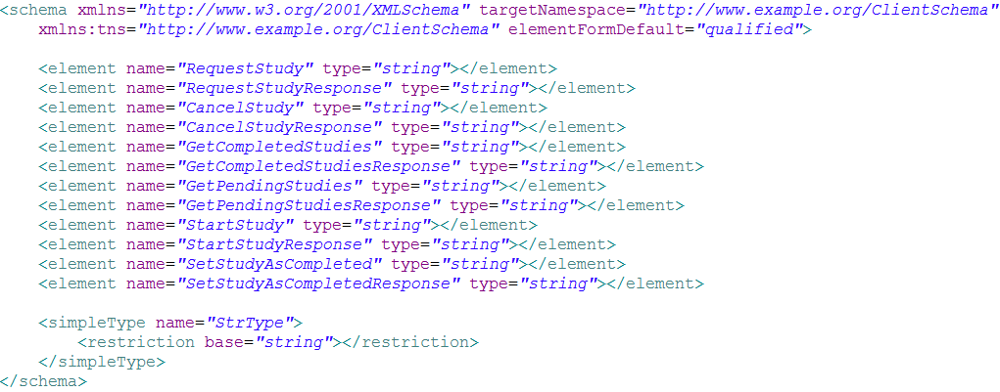 <schema xmlns="http://www.w3.org/2001/XMLSchema" targetNamespace="http://www.example.org/ClientSchema"
    xmlns:tns="http://www.example.org/ClientSchema" elementFormDefault="qualified">
    <element name="RequestStudy" type="string"></element>
    <element name="RequestStudyResponse" type="string"></element>
    <element name="CancelStudy" type="string"></element>
    <element name="CancelStudyResponse" type="string"></element>
    <element name="GetCompletedStudies" type="string"></element>
    <element name="GetCompletedStudiesResponse" type="string"></element>
    <element name="GetPendingStudies" type="string"></element>
    <element name="GetPendingStudiesResponse" type="string"></element>
    <element name="StartStudy" type="string"></element>
    <element name="StartStudyResponse" type="string"></element>
    <element name="SetStudyAsCompleted" type="string"></element>
    <element name="SetStudyAsCompletedResponse" type="string"></element>
    <simpleType name="StrType">
        <restriction base="string"></restriction>
    </simpleType>
</schema>